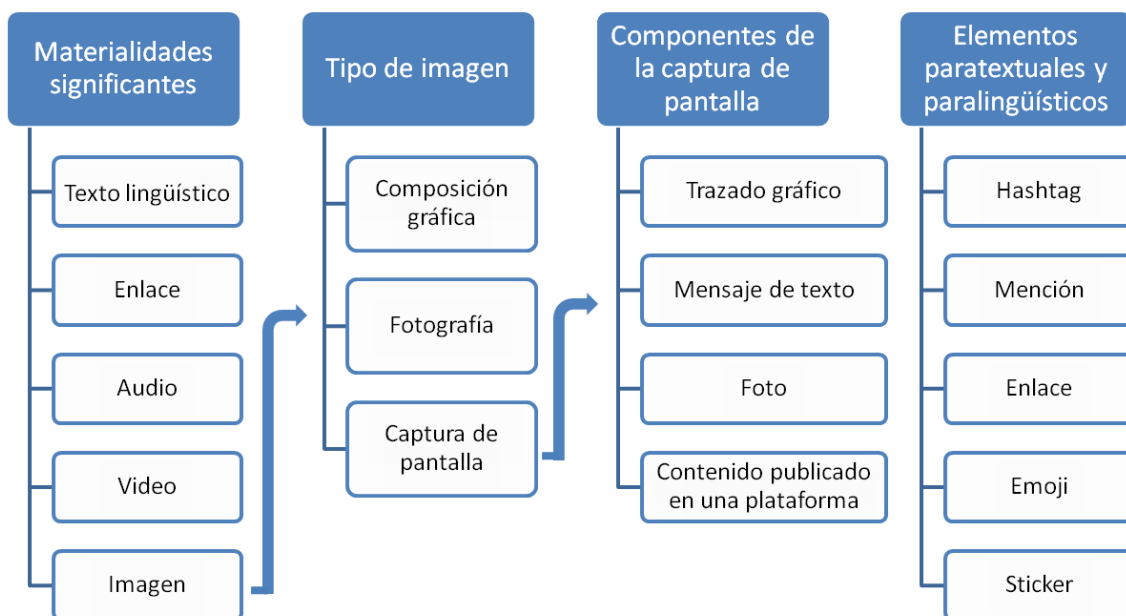 Materialidades
significantes
Texto lingüístico
Enlace
Audio
Video
Imagen
Tipo de imagen
Composición
gráfica
Fotografía
Captura de
pantalla
Componentes de
la captura de
pantalla
Trazado gráfico
Mensaje de texto
Foto
Contenido publicado
en una plataforma
Elementos
paratextuales y
paralingüísticos
Hashtag
Mención
Enlace
Emoji
Sticker